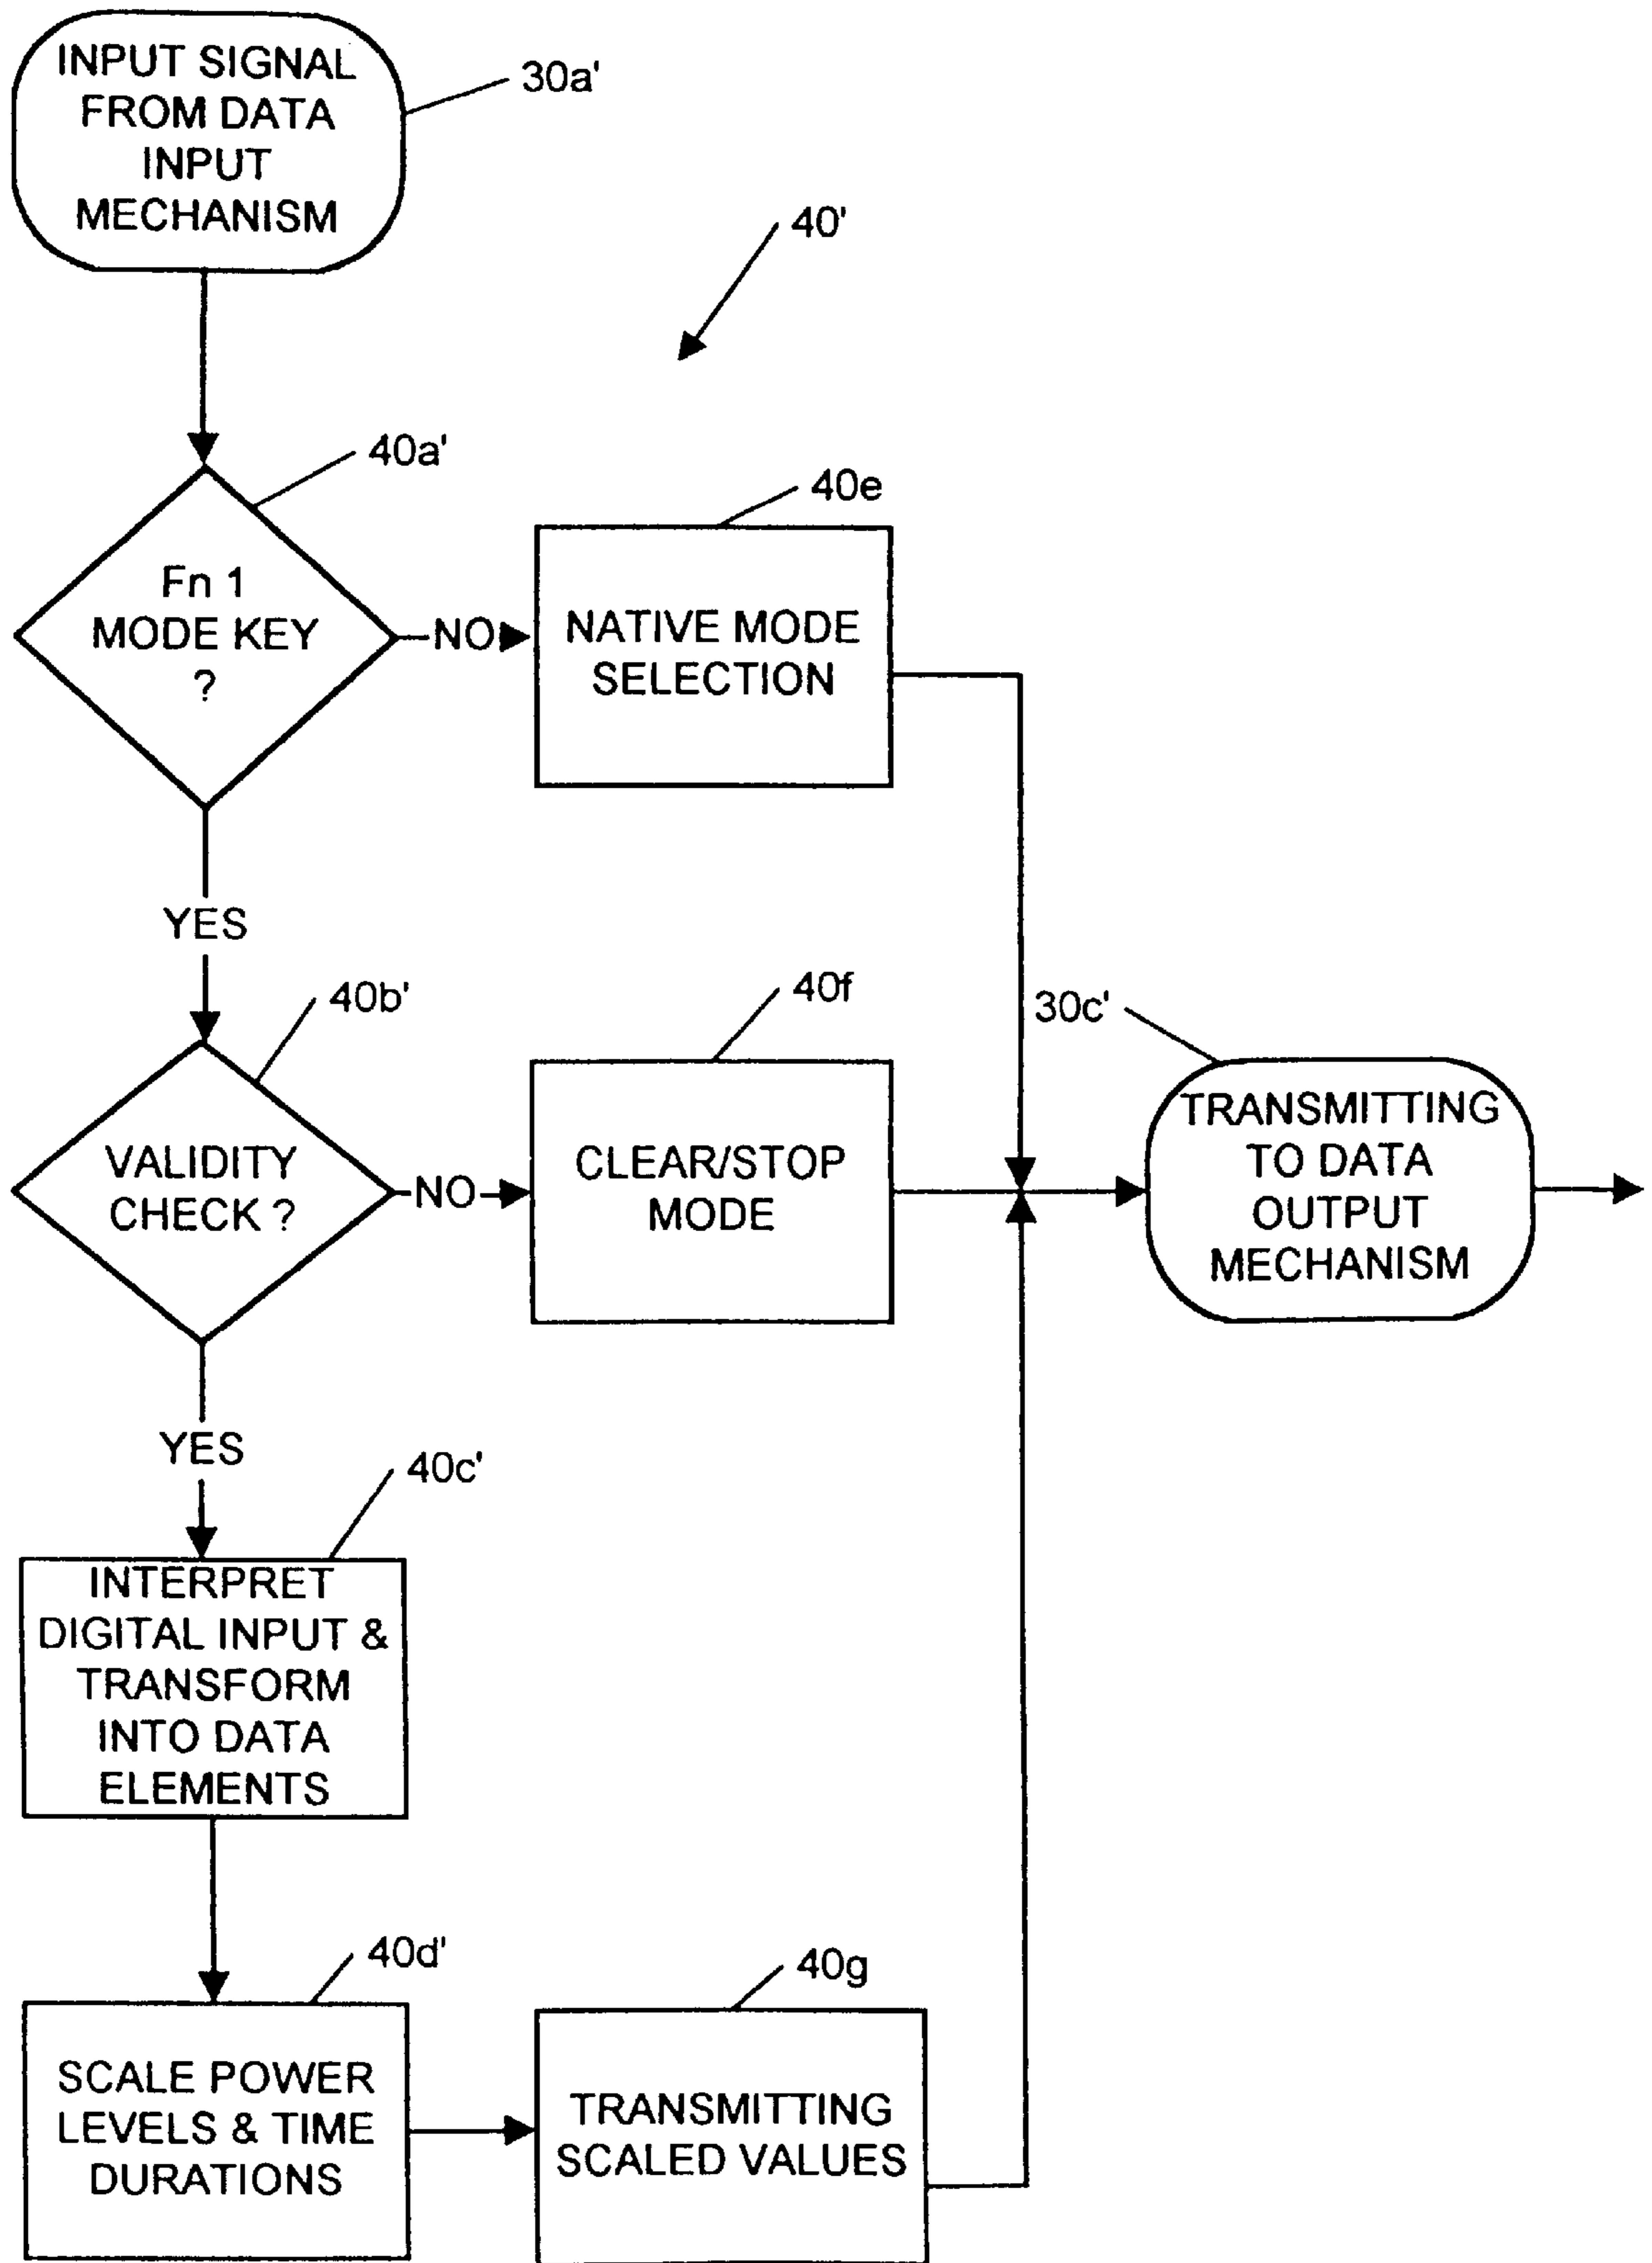 INPUT SIGNAL
FROM DATA
INPUT
MECHANISM
30a'
40'
40a'
Fn 1
MODE KEY
?
NO
40e
NATIVE MODE
SELECTION
YES
40b'
VALIDITY
CHECK ?
NO
40f
CLEAR/STOP
MODE
30c'
TRANSMITTING
TO DATA
OUTPUT
MECHANISM
YES
40c'
INTERPRET
DIGITAL INPUT &
TRANSFORM
INTO DATA
ELEMENTS
40d'
SCALE POWER
LEVELS & TIME
DURATIONS
40g
TRANSMITTING
SCALED VALUES